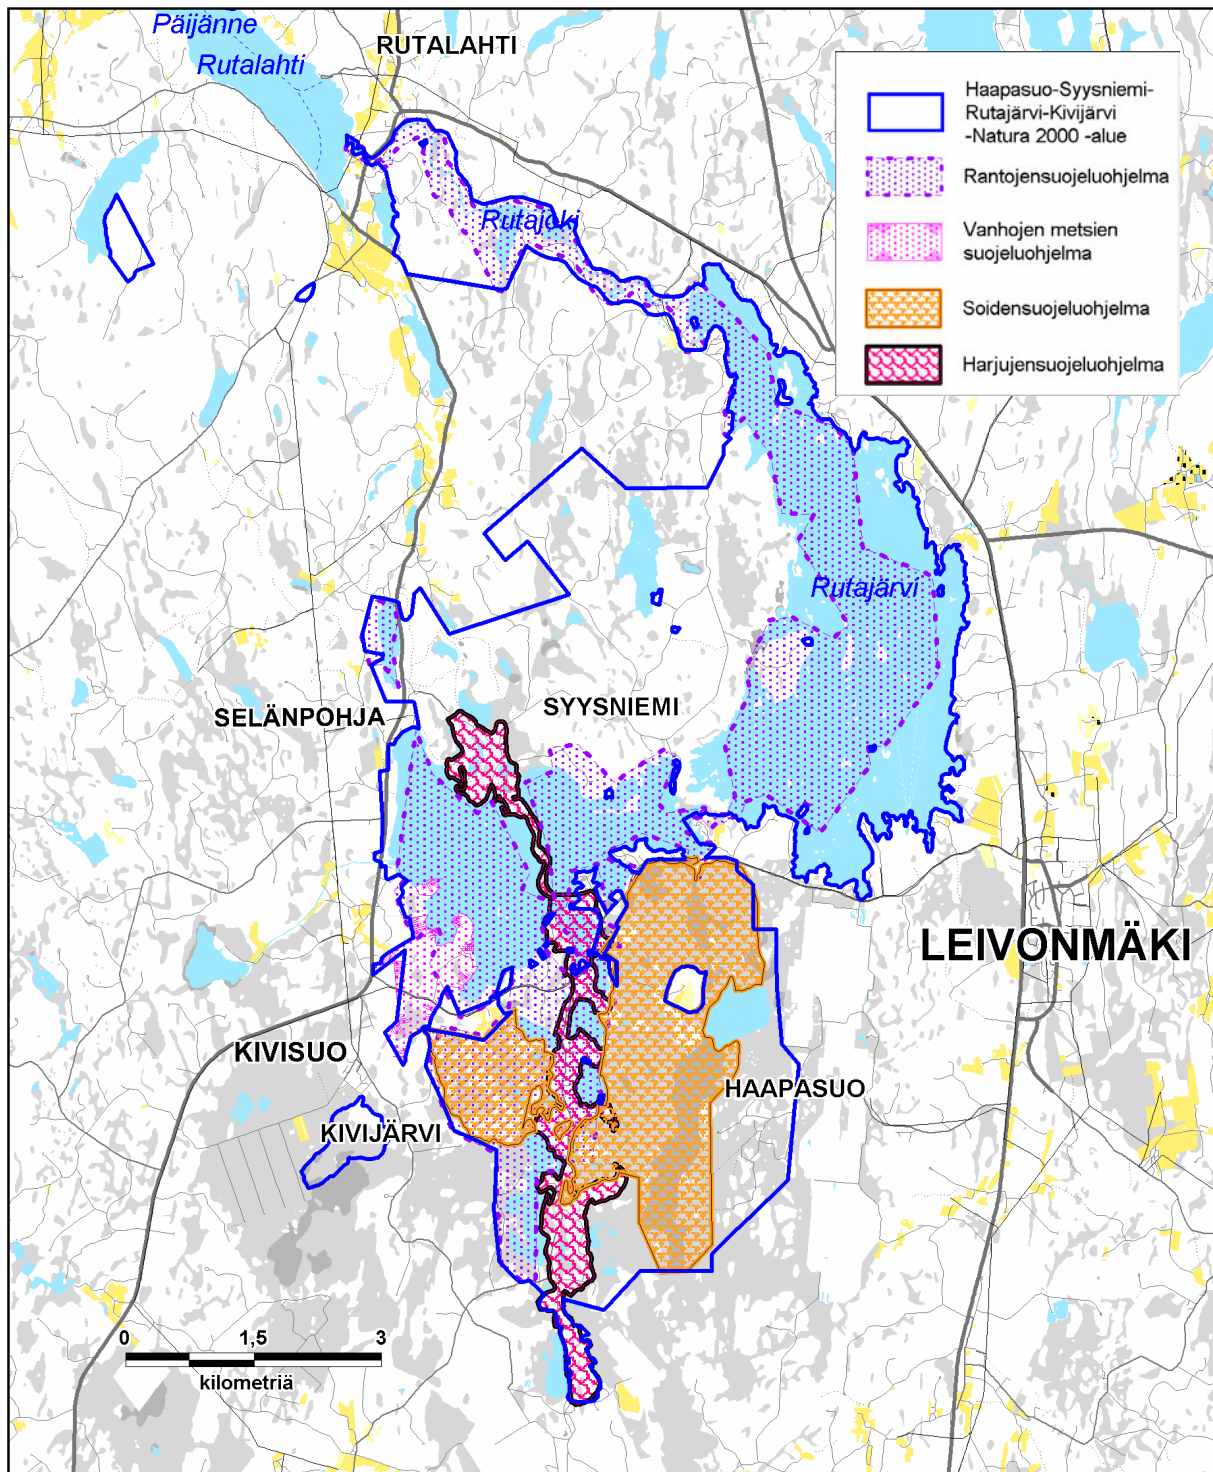 Päijänne
Rutalahti
RUTALAHTI
Haapasuo-Syysniemi-
Rutajärvi-Kivijärvi
-Natura 2000 -alue
Rantojensuojeluohjelma
Vanhojen metsien
suojeluohjelma
Soidensuojeluohjelma
Harjujensuojeluohjelma
Rutajoki
Rutajärvi
SELÄNPOHJA
SYYSNIEMI
LEIVONMÄKI
KIVISUO
HAAPASUO
KIVIJÄRVI
0 1,5 3
kilometriä